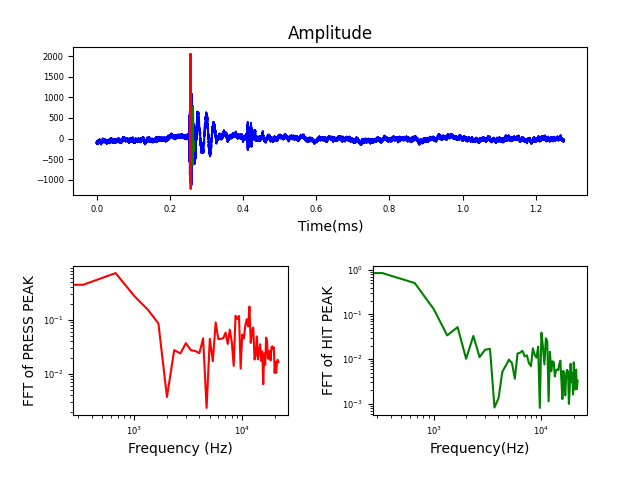 Amplitude
2000
1500
1000
500
0
−500
−1000
0.0 0.2 0.4 0.6 0.8 1.0 1.2
Time(ms)
FFT of PRESS PEAK
10⁻¹
10⁻²
10³ 10⁴
Frequency (Hz)
FFT of HIT PEAK
10⁰
10⁻¹
10⁻²
10⁻³
10³ 10⁴
Frequency(Hz)